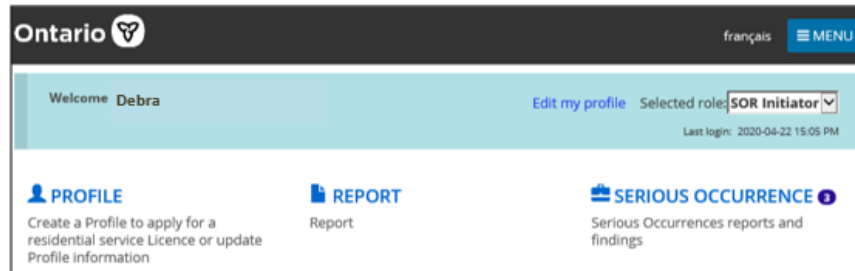 Ontario
français
MENU
Welcome Debra
Edit my profile Selected role: SOR Initiator
Last login: 2020-04-22 15:05 PM
PROFILE
Create a Profile to apply for a
residential service Licence or update
Profile information
REPORT
Report
SERIOUS OCCURRENCE 3
Serious Occurrences reports and
findings